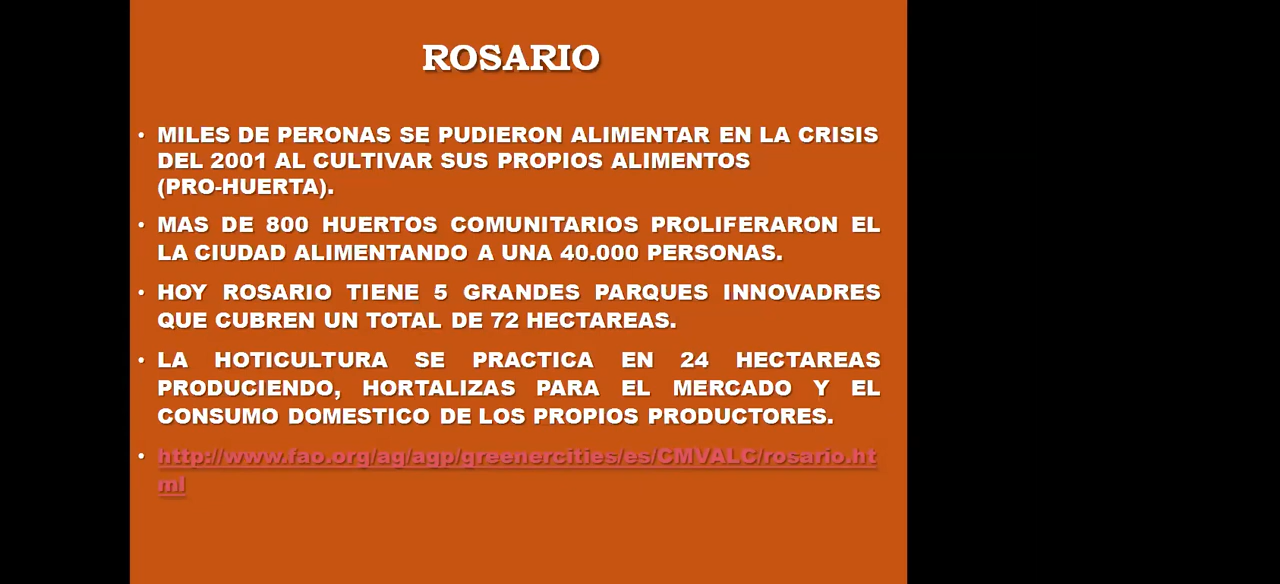 ROSARIO
• MILES DE PERONAS SE PUDIERON ALIMENTAR EN LA CRISIS
DEL 2001 AL CULTIVAR SUS PROPIOS ALIMENTOS
(PRO-HUERTA).
• MAS DE 800 HUERTOS COMUNITARIOS PROLIFERARON EL
LA CIUDAD ALIMENTANDO A UNA 40.000 PERSONAS.
• HOY ROSARIO TIENE 5 GRANDES PARQUES INNOVADRES
QUE CUBREN UN TOTAL DE 72 HECTAREAS.
• LA HOTICULTURA SE PRACTICA EN 24 HECTAREAS
PRODUCIENDO, HORTALIZAS PARA EL MERCADO Y EL
CONSUMO DOMESTICO DE LOS PROPIOS PRODUCTORES.
• http://www.fao.org/ag/agp/greenercities/es/CMVALC/rosario.ht
ml